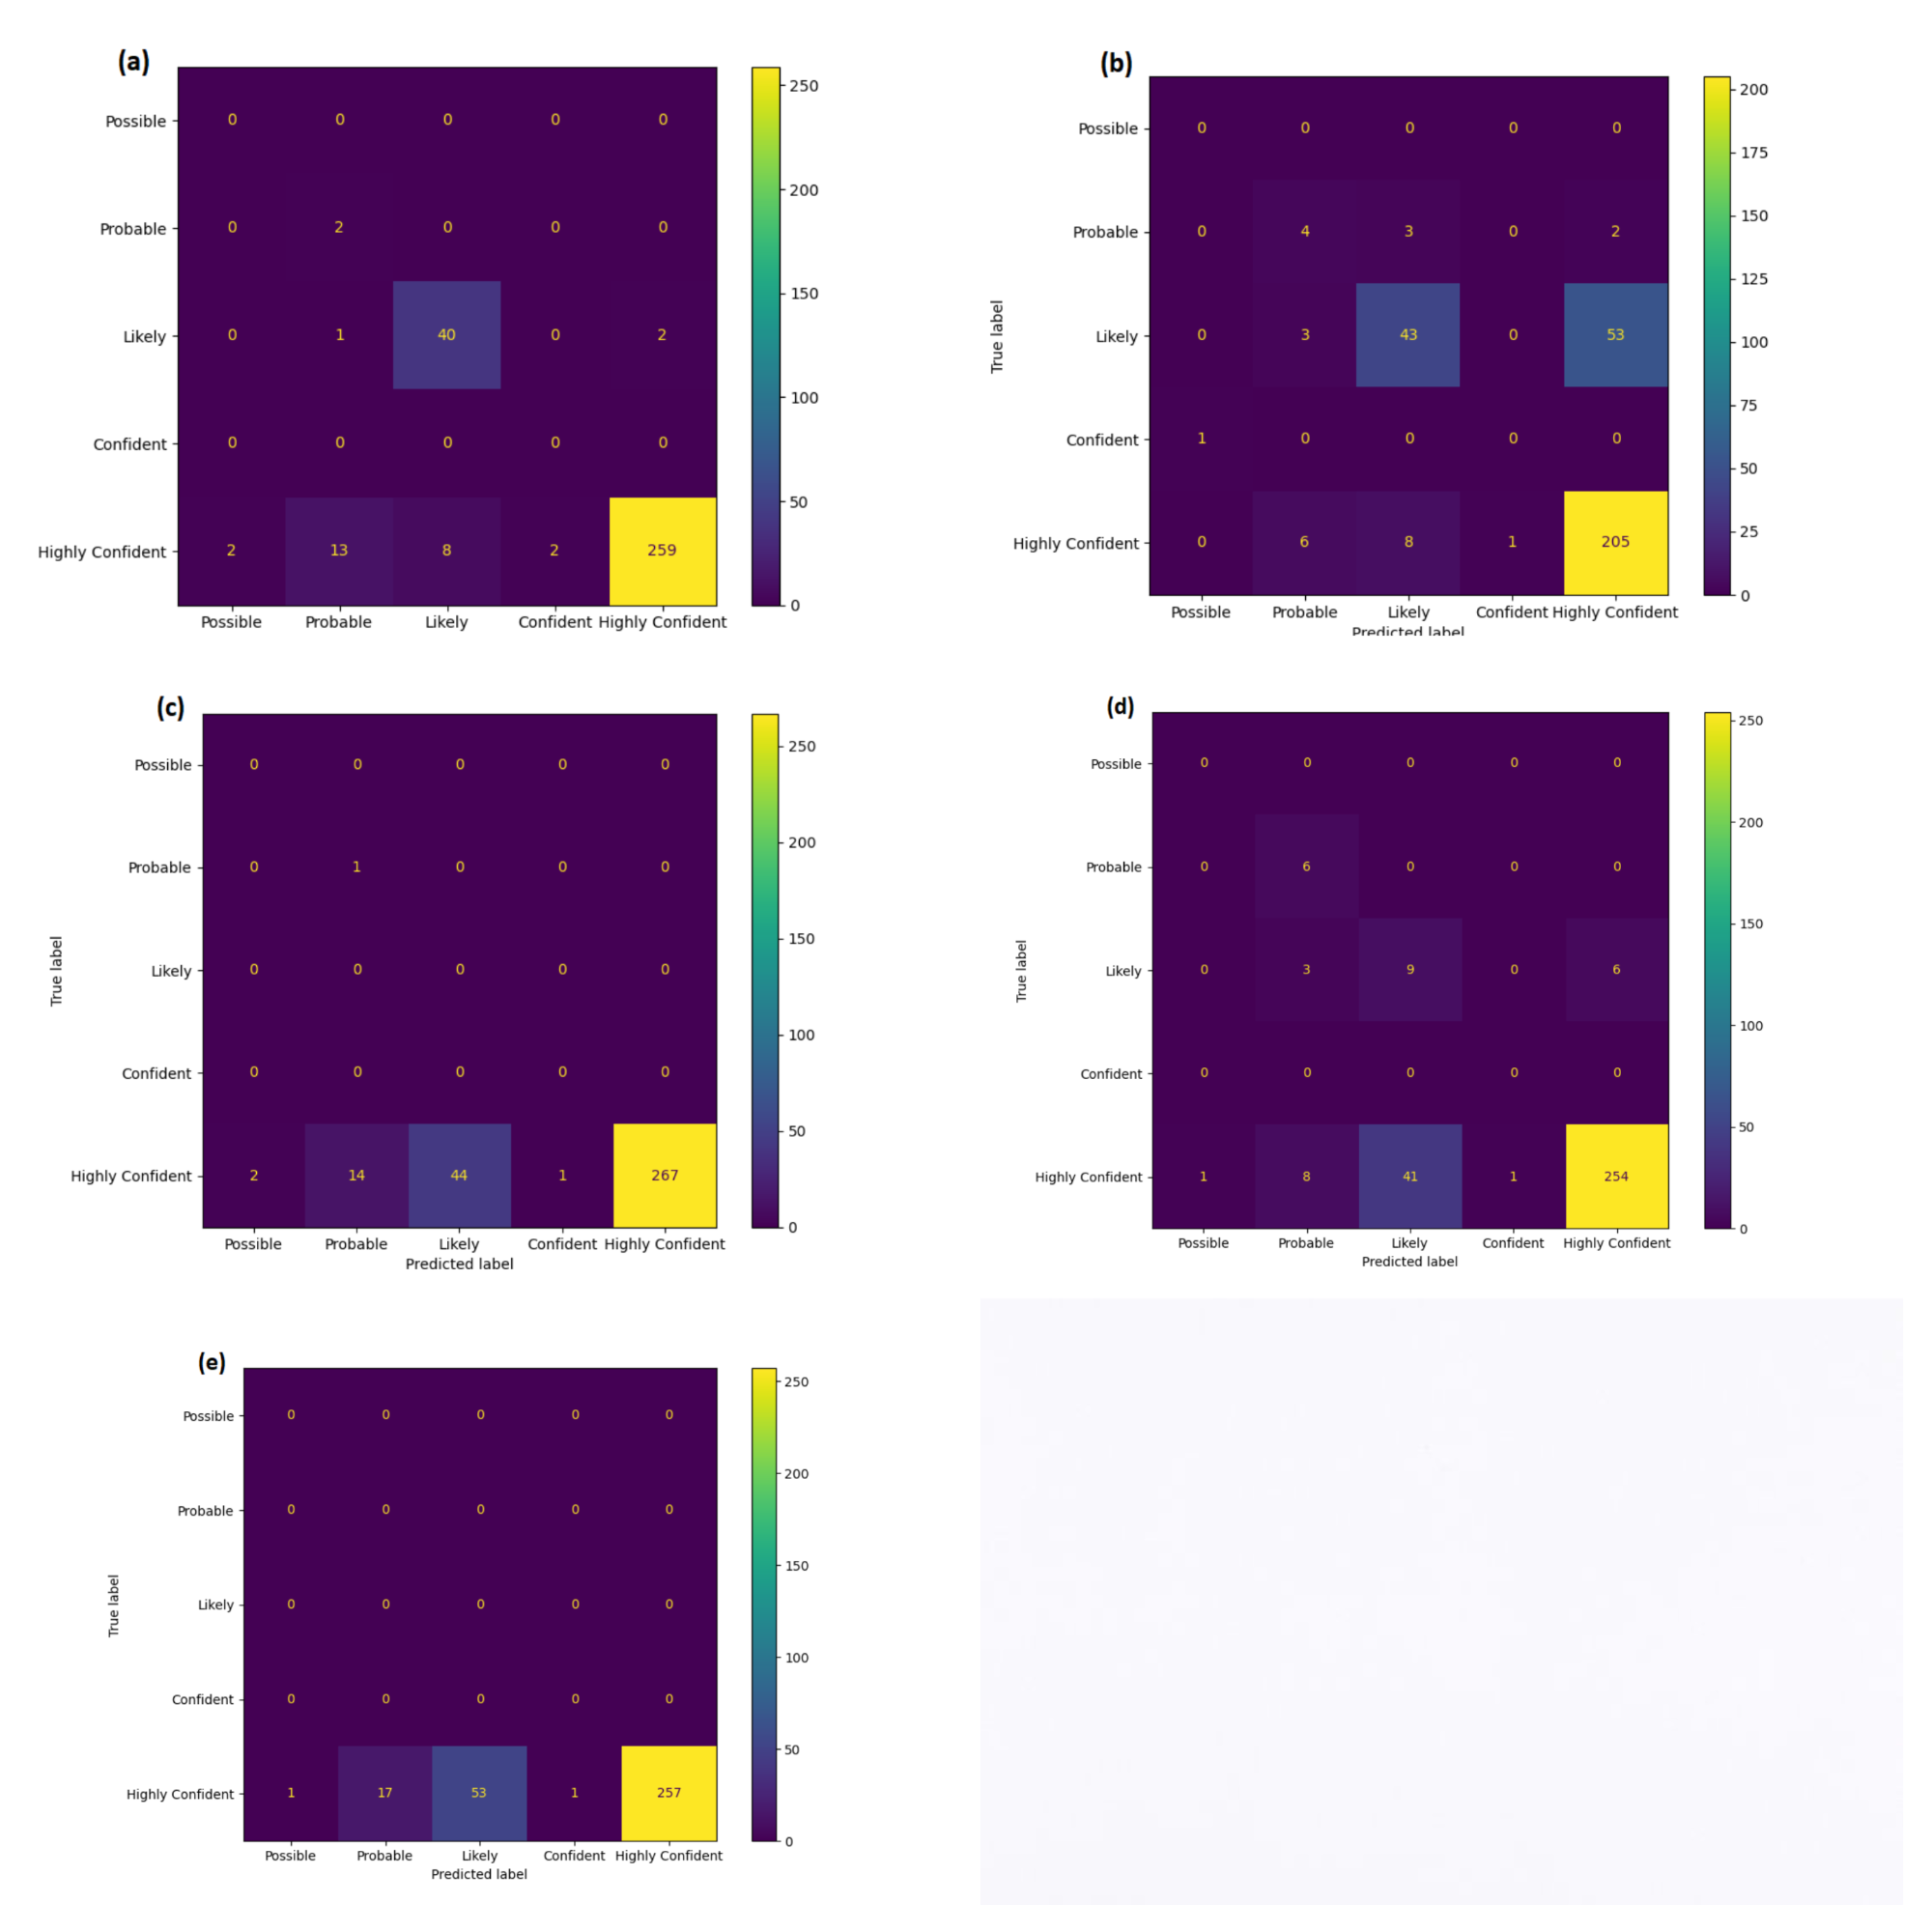 (a)
250
200
150
100
50
0
Possible 0 0 0 0 0
Probable 0 2 0 0 0
Likely 0 1 40 0 2
Confident 0 0 0 0 0
Highly Confident 2 13 8 2 259
Possible Probable Likely Confident Highly Confident
(b)
200
175
150
125
100
75
50
25
0
True label
Possible 0 0 0 0 0
Probable 0 4 3 0 2
Likely 0 3 43 0 53
Confident 1 0 0 0 0
Highly Confident 0 6 8 1 205
Possible Probable Likely Confident Highly Confident
Predicted label
(c)
250
200
150
100
50
0
True label
Possible 0 0 0 0 0
Probable 0 1 0 0 0
Likely 0 0 0 0 0
Confident 0 0 0 0 0
Highly Confident 2 14 44 1 267
Possible Probable Likely Confident Highly Confident
Predicted label
(d)
250
200
150
100
50
0
True label
Possible 0 0 0 0 0
Probable 0 6 0 0 0
Likely 0 3 9 0 6
Confident 0 0 0 0 0
Highly Confident 1 8 41 1 254
Possible Probable Likely Confident Highly Confident
Predicted label
(e)
250
200
150
100
50
0
True label
Possible 0 0 0 0 0
Probable 0 0 0 0 0
Likely 0 0 0 0 0
Confident 0 0 0 0 0
Highly Confident 1 17 53 1 257
Possible Probable Likely Confident Highly Confident
Predicted label